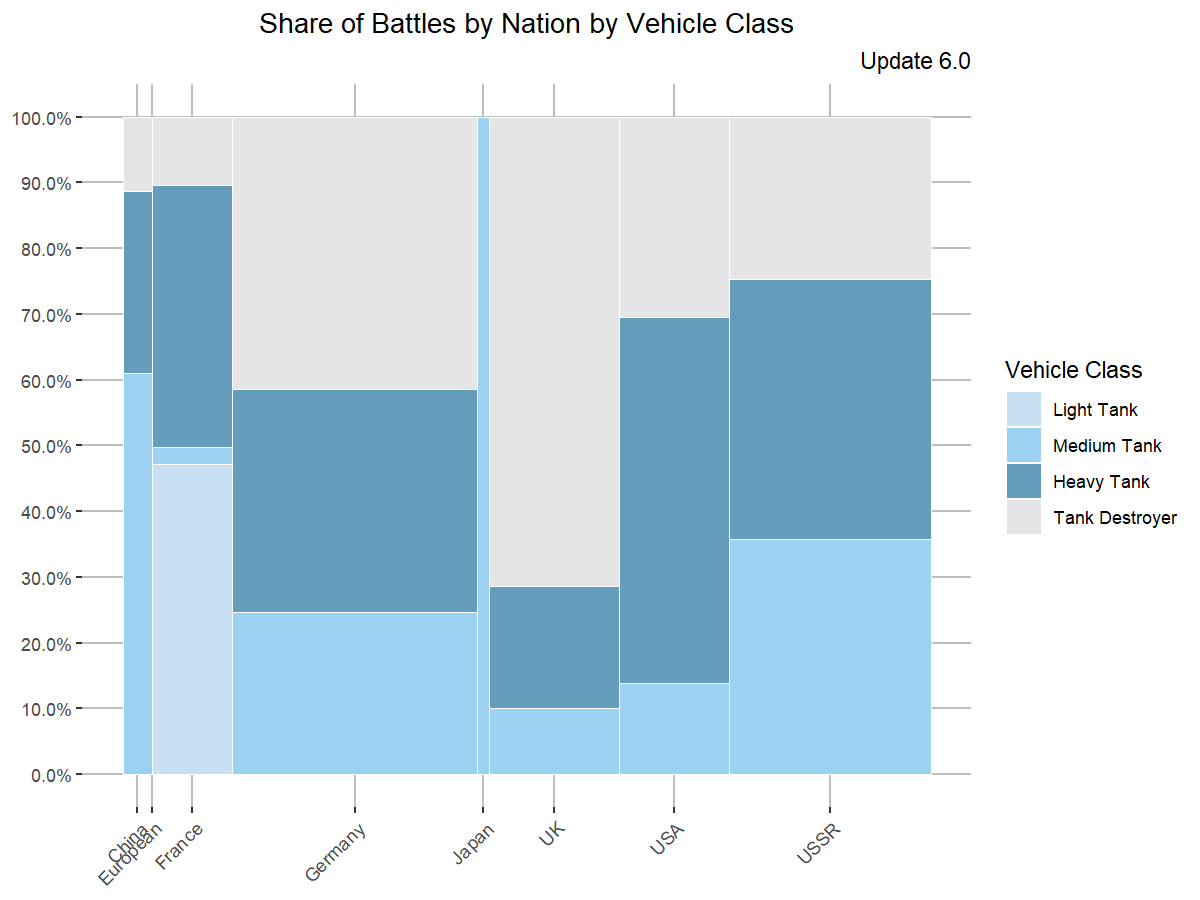 Share of Battles by Nation by Vehicle Class
Update 6.0
100.0%
90.0%
80.0%
70.0%
60.0%
50.0%
40.0%
30.0%
20.0%
10.0%
0.0%
China
European
France
Germany
Japan
UK
USA
USSR
Vehicle Class
Light Tank
Medium Tank
Heavy Tank
Tank Destroyer